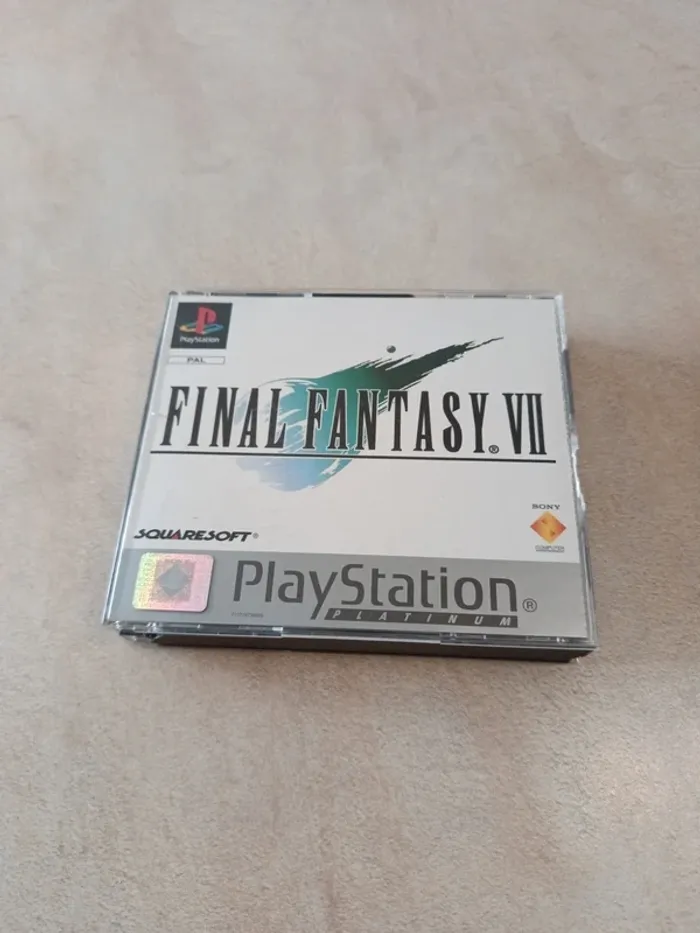 PlayStation
PAL
FINAL FANTASY® VII
SQUARESOFT®
SONY
PlayStation®
PLATINUM